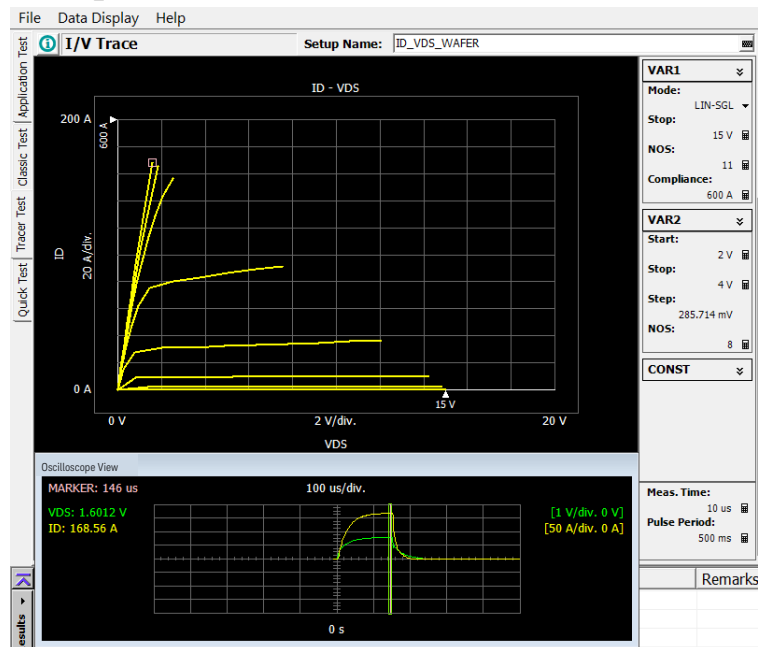 File Data Display Help
I/V Trace
Setup Name: ID_VDS_WAFER
Application Test
Classic Test
Tracer Test
Quick Test
ID - VDS
200 A
600 A
ID
20 A/div.
0 A
15 V
0 V
2 V/div.
20 V
VDS
VAR1
Mode:
LIN-SGL
Stop:
15 V
NOS:
11
Compliance:
600 A
VAR2
Start:
2 V
Stop:
4 V
Step:
285.714 mV
NOS:
8
CONST
Meas. Time:
10 us
Pulse Period:
500 ms
Oscilloscope View
MARKER: 146 us
100 us/div.
VDS: 1.6012 V
[1 V/div. 0 V]
ID: 168.56 A
[50 A/div. 0 A]
0 s
Remarks